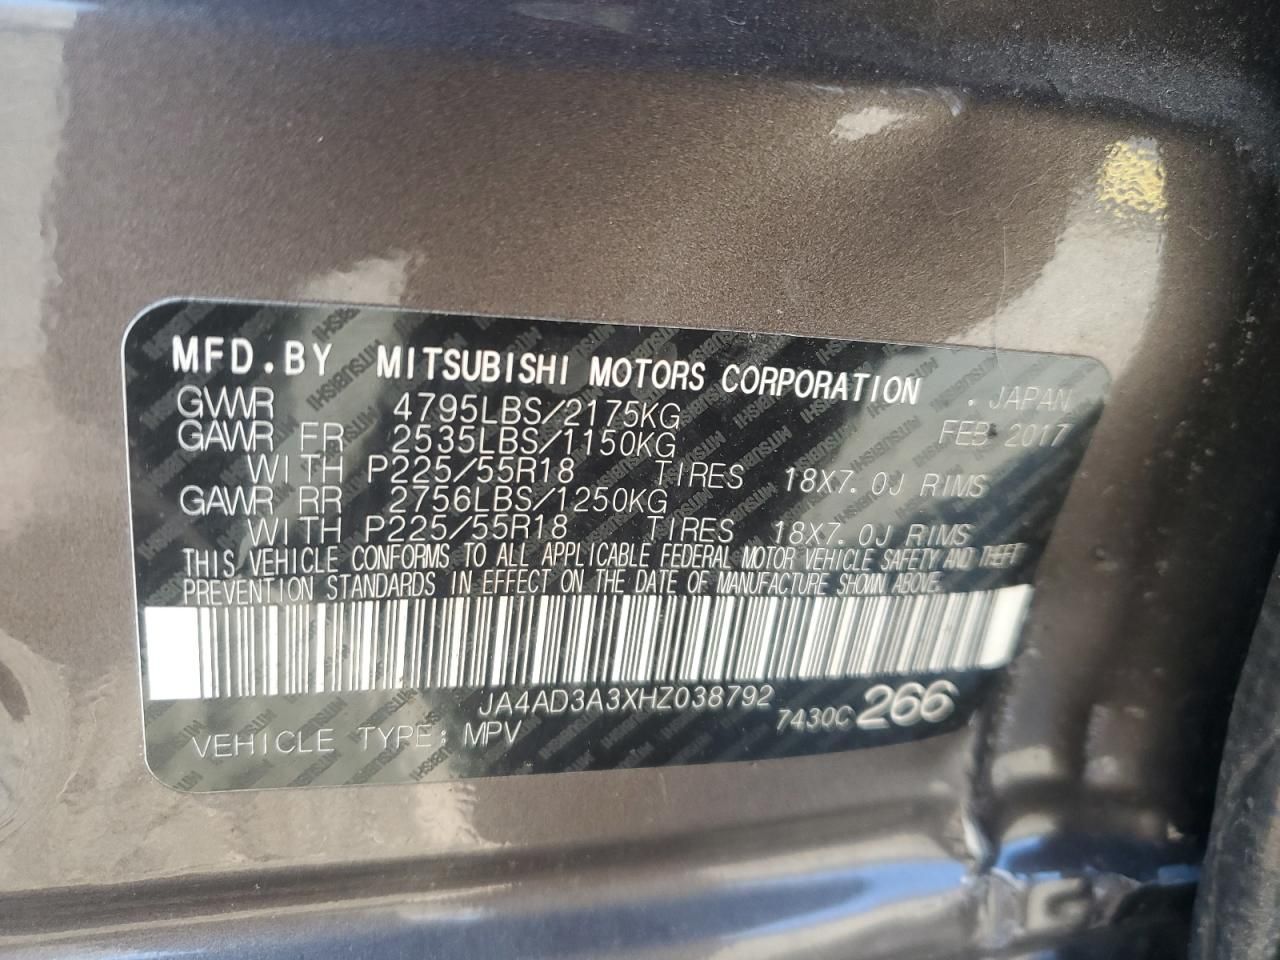 MFD.BY MITSUBISHI MOTORS CORPORATION . JAPAN
GVWR 4795LBS/2175KG FEB 2017
GAWR FR 2535LBS/1150KG
WITH P225/55R18 TIRES 18X7.0J RIMS
GAWR RR 2756LBS/1250KG
WITH P225/55R18 TIRES 18X7.0J RIMS
THIS VEHICLE CONFORMS TO ALL APPLICABLE FEDERAL MOTOR VEHICLE SAFETY AND THEFT
PREVENTION STANDARDS IN EFFECT ON THE DATE OF MANUFACTURE SHOWN ABOVE.
JA4AD3A3XHZ038792 7430C 266
VEHICLE TYPE: MPV